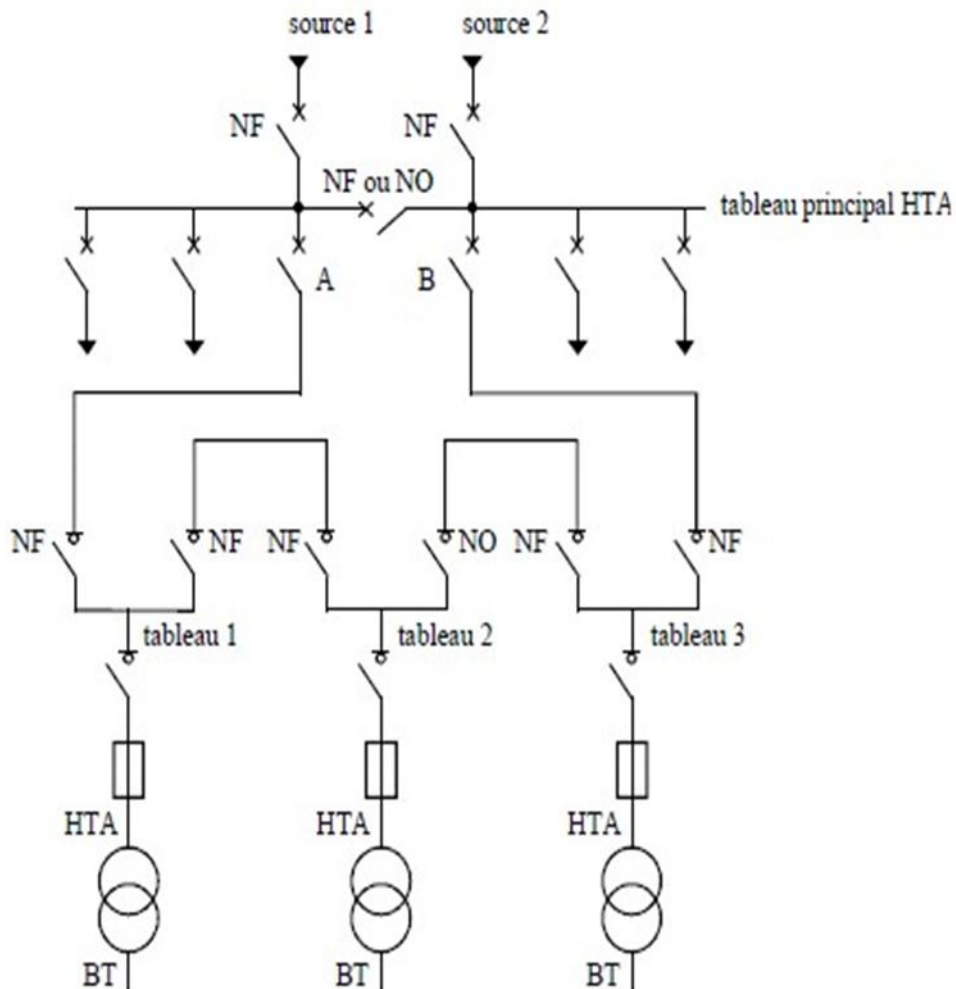 source 1
source 2
NF
NF
NF ou NO
tableau principal HTA
A
B
NF
NF
NF
NO
NF
NF
tableau 1
tableau 2
tableau 3
HTA
HTA
HTA
BT
BT
BT